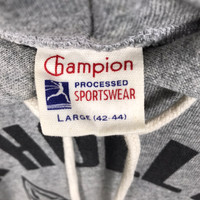 Champion
PROCESSED
SPORTSWEAR
LARGE (42-44)